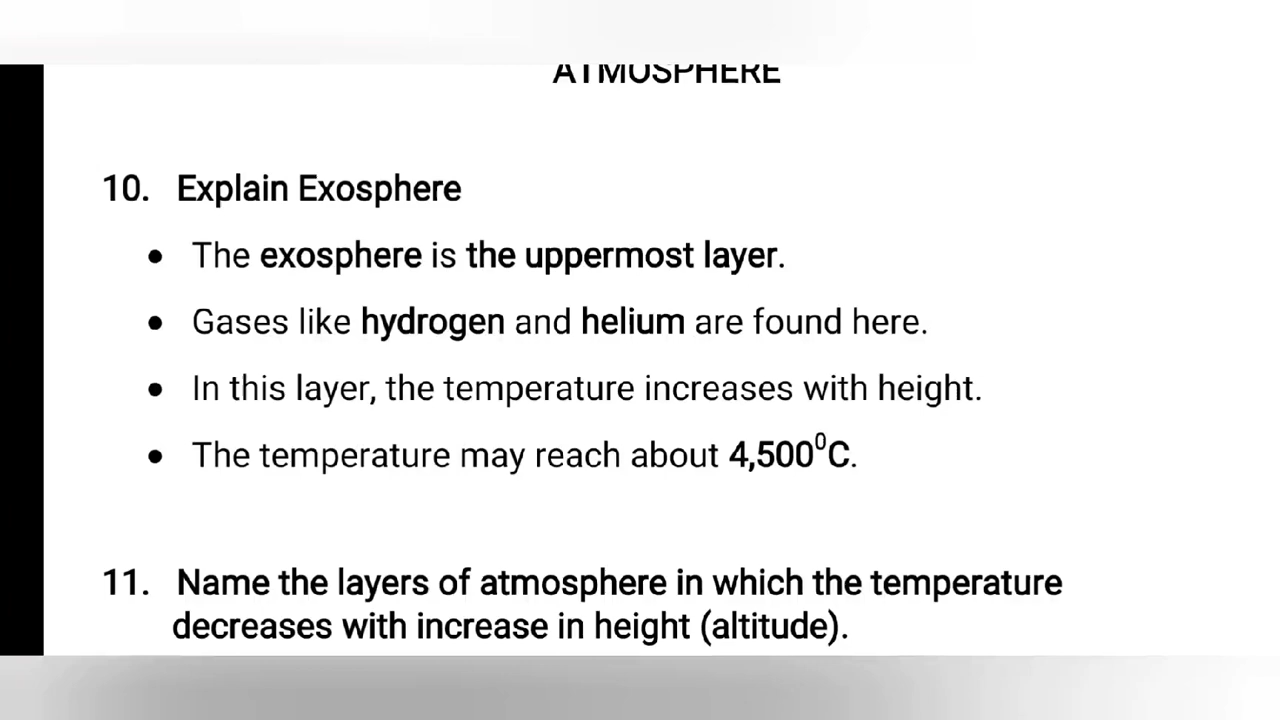 ATMOSPHERE
10. Explain Exosphere
• The exosphere is the uppermost layer.
• Gases like hydrogen and helium are found here.
• In this layer, the temperature increases with height.
• The temperature may reach about 4,500⁰C.
11. Name the layers of atmosphere in which the temperature
decreases with increase in height (altitude).